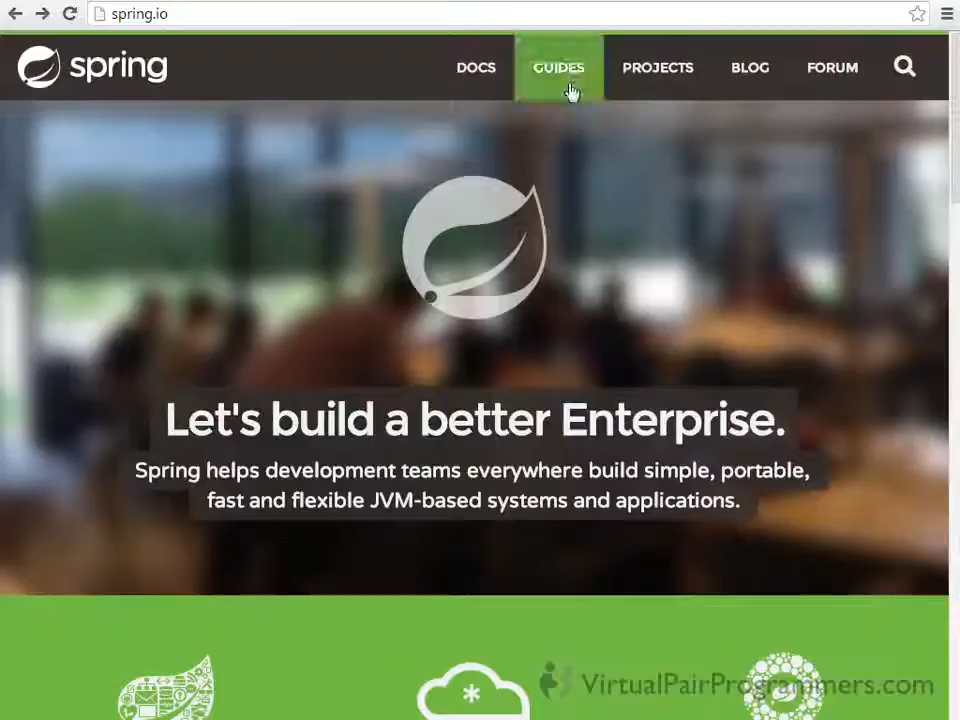 spring.io
spring
DOCS
GUIDES
PROJECTS
BLOG
FORUM
Let's build a better Enterprise.
Spring helps development teams everywhere build simple, portable,
fast and flexible JVM-based systems and applications.
VirtualPairProgrammers.com